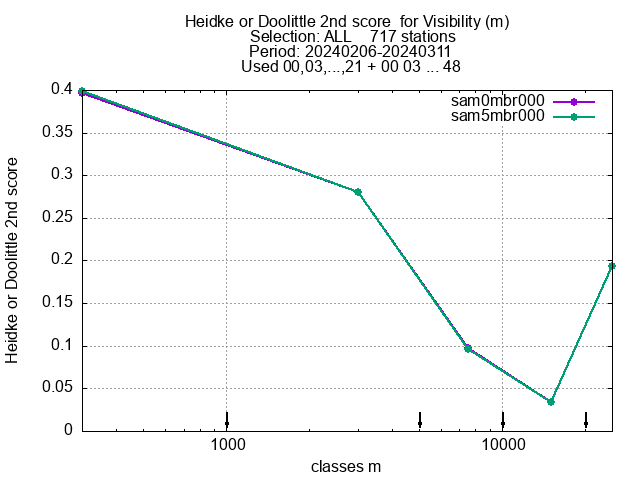 Heidke or Doolittle 2nd score  for Visibility (m)
Selection: ALL    717 stations
Period: 20240206-20240311
Used 00,03,...,21 + 00 03 ... 48
sam0mbr000
sam5mbr000
0.4
0.35
0.3
0.25
0.2
0.15
0.1
0.05
0
Heidke or Doolittle 2nd score
1000
10000
classes m